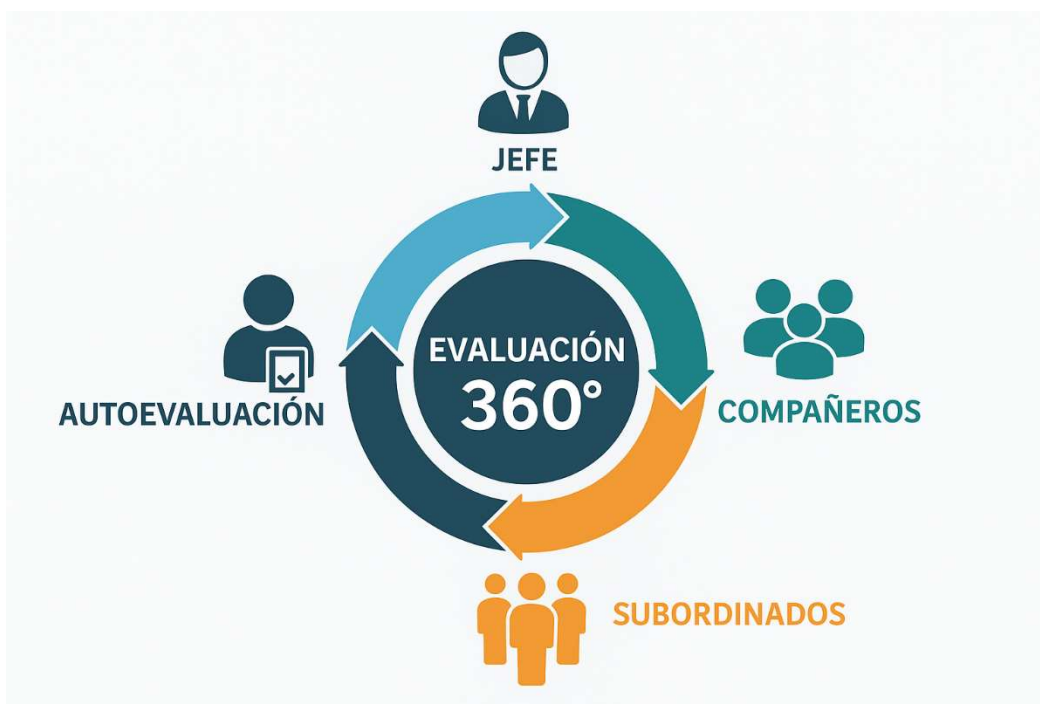 JEFE
EVALUACIÓN
360°
AUTOEVALUACIÓN
COMPAÑEROS
SUBORDINADOS